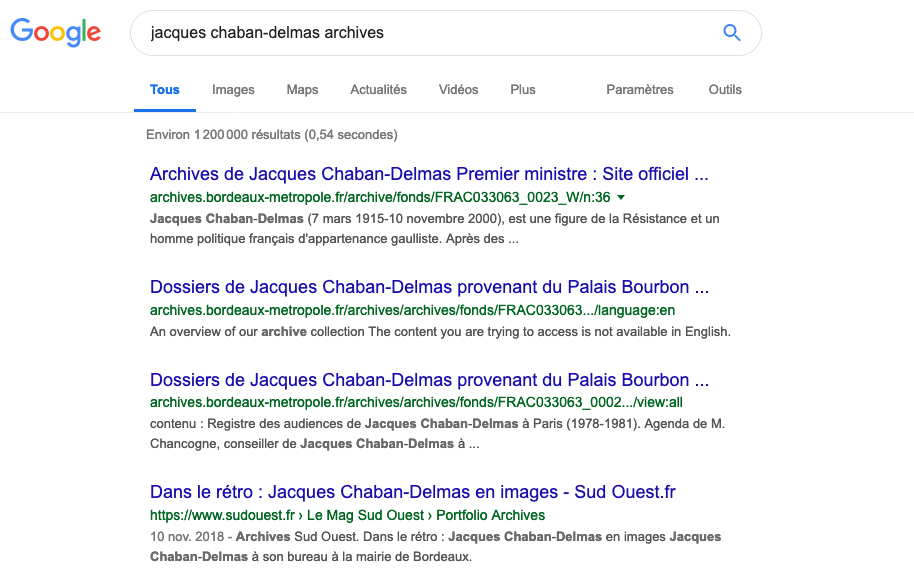 Google
jacques chaban-delmas archives
Tous Images Maps Actualités Vidéos Plus Paramètres Outils
Environ 1 200 000 résultats (0,54 secondes)
Archives de Jacques Chaban-Delmas Premier ministre : Site officiel ...
archives.bordeaux-metropole.fr/archive/fonds/FRAC033063_0023_W/n:36
Jacques Chaban-Delmas (7 mars 1915-10 novembre 2000), est une figure de la Résistance et un
homme politique français d'appartenance gaulliste. Après des ...
Dossiers de Jacques Chaban-Delmas provenant du Palais Bourbon ...
archives.bordeaux-metropole.fr/archives/archives/fonds/FRAC033063.../language:en
An overview of our archive collection The content you are trying to access is not available in English.
Dossiers de Jacques Chaban-Delmas provenant du Palais Bourbon ...
archives.bordeaux-metropole.fr/archives/archives/fonds/FRAC033063_0002.../view:all
contenu : Registre des audiences de Jacques Chaban-Delmas à Paris (1978-1981). Agenda de M.
Chancogne, conseiller de Jacques Chaban-Delmas à ...
Dans le rétro : Jacques Chaban-Delmas en images - Sud Ouest.fr
https://www.sudouest.fr › Le Mag Sud Ouest › Portfolio Archives
10 nov. 2018 - Archives Sud Ouest. Dans le rétro : Jacques Chaban-Delmas en images Jacques
Chaban-Delmas à son bureau à la mairie de Bordeaux.